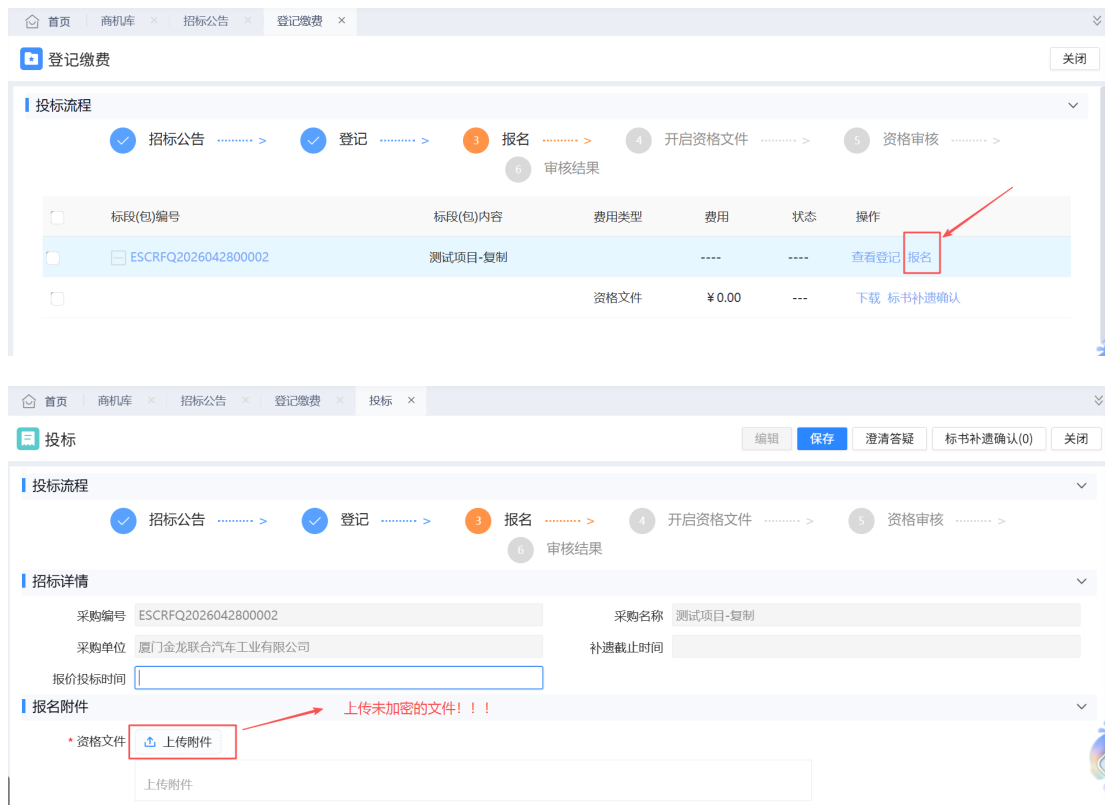 首页 商机库 × 招标公告 × 登记缴费 ×
登记缴费 关闭
投标流程
招标公告 ·········> 登记 ·········> 3 报名 ·········> 4 开启资格文件 ·········> 5 资格审核 ·········>
6 审核结果
标段(包)编号 标段(包)内容 费用类型 费用 状态 操作
ESCRFQ2026042800002 测试项目-复制 ---- ---- 查看登记 报名
资格文件 ¥ 0.00 --- 下载 标书补遗确认
首页 商机库 × 招标公告 × 登记缴费 × 投标 ×
投标 编辑 保存 澄清答疑 标书补遗确认(0) 关闭
投标流程
招标公告 ·········> 登记 ·········> 3 报名 ·········> 4 开启资格文件 ·········> 5 资格审核 ·········>
6 审核结果
招标详情
采购编号 ESCRFQ2026042800002 采购名称 测试项目-复制
采购单位 厦门金龙联合汽车工业有限公司 补遗截止时间
报价投标时间
报名附件 上传未加密的文件！！！
* 资格文件 上传附件
上传附件